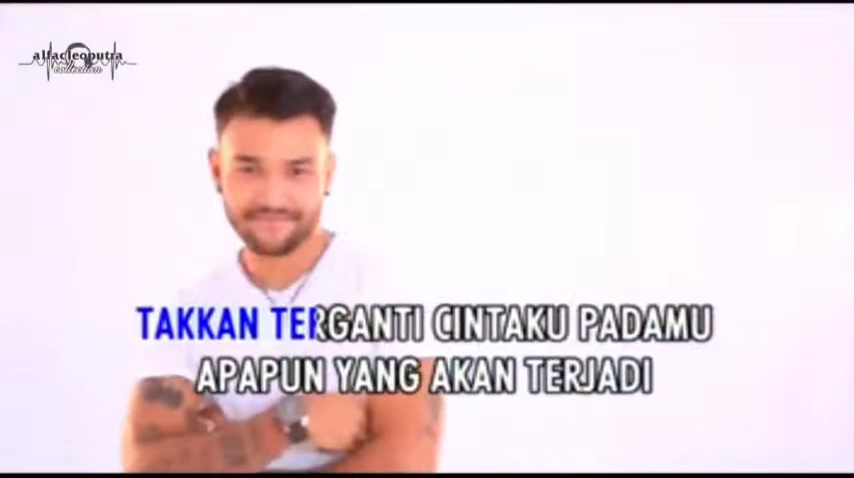 alfacleoputra
collection
TAKKAN TERGANTI CINTAKU PADAMU
APAPUN YANG AKAN TERJADI